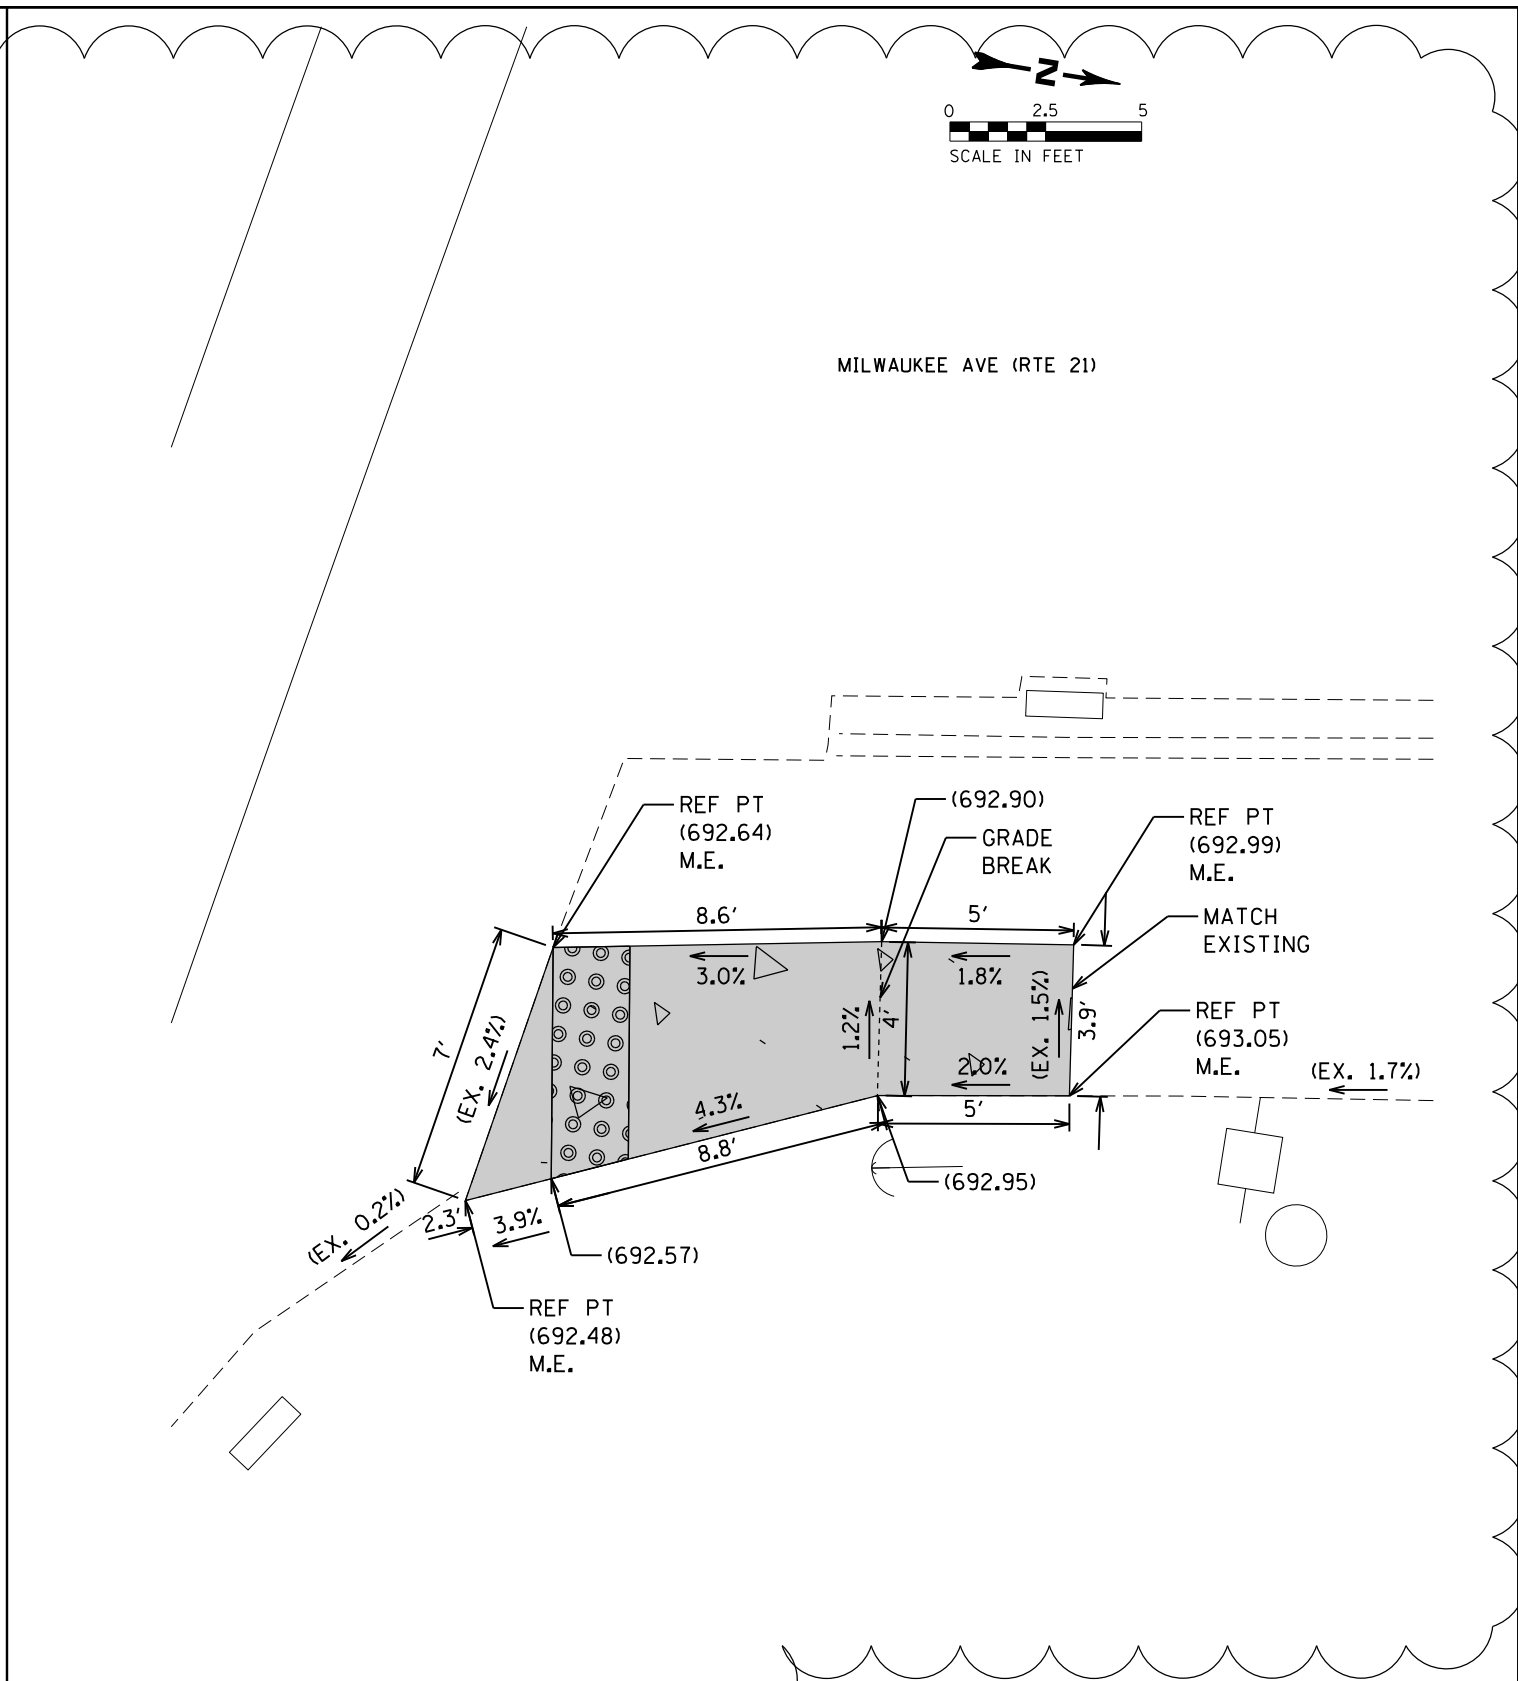 N
0 2.5 5
SCALE IN FEET
MILWAUKEE AVE (RTE 21)
REF PT
(692.64)
M.E.
(692.90)
GRADE
BREAK
REF PT
(692.99)
M.E.
MATCH
EXISTING
REF PT
(693.05)
M.E.
(EX. 1.7%)
8.6'
5'
3.0%
1.8%
(EX. 1.5%)
3.9'
1.2%
4'
2.0%
5'
7'
(EX. 2.4%)
4.3%
8.8'
(692.95)
(EX. 0.2%)
2.3'
3.9%
(692.57)
REF PT
(692.48)
M.E.